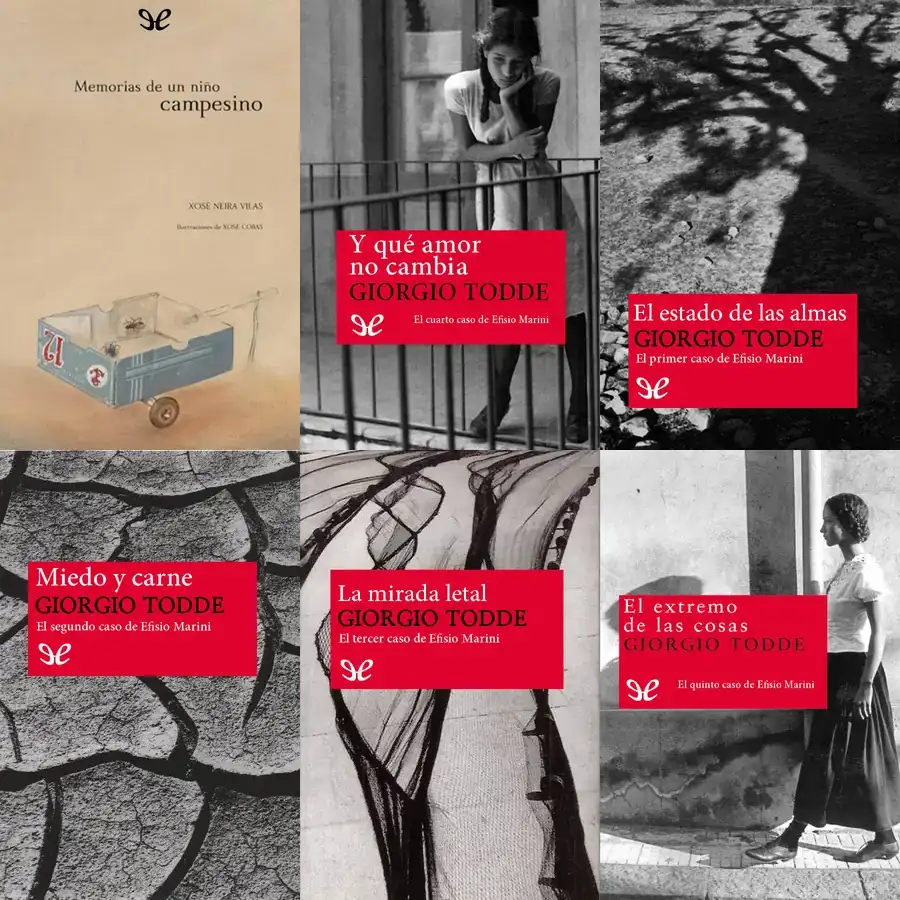 Memorias de un niño
campesino
XOSÉ NEIRA VILAS
Ilustraciones de XOSÉ COBAS
Y qué amor
no cambia
GIORGIO TODDE
El cuarto caso de Efisio Marini
El estado de las almas
GIORGIO TODDE
El primer caso de Efisio Marini
Miedo y carne
GIORGIO TODDE
El segundo caso de Efisio Marini
La mirada letal
GIORGIO TODDE
El tercer caso de Efisio Marini
El extremo
de las cosas
GIORGIO TODDE
El quinto caso de Efisio Marini